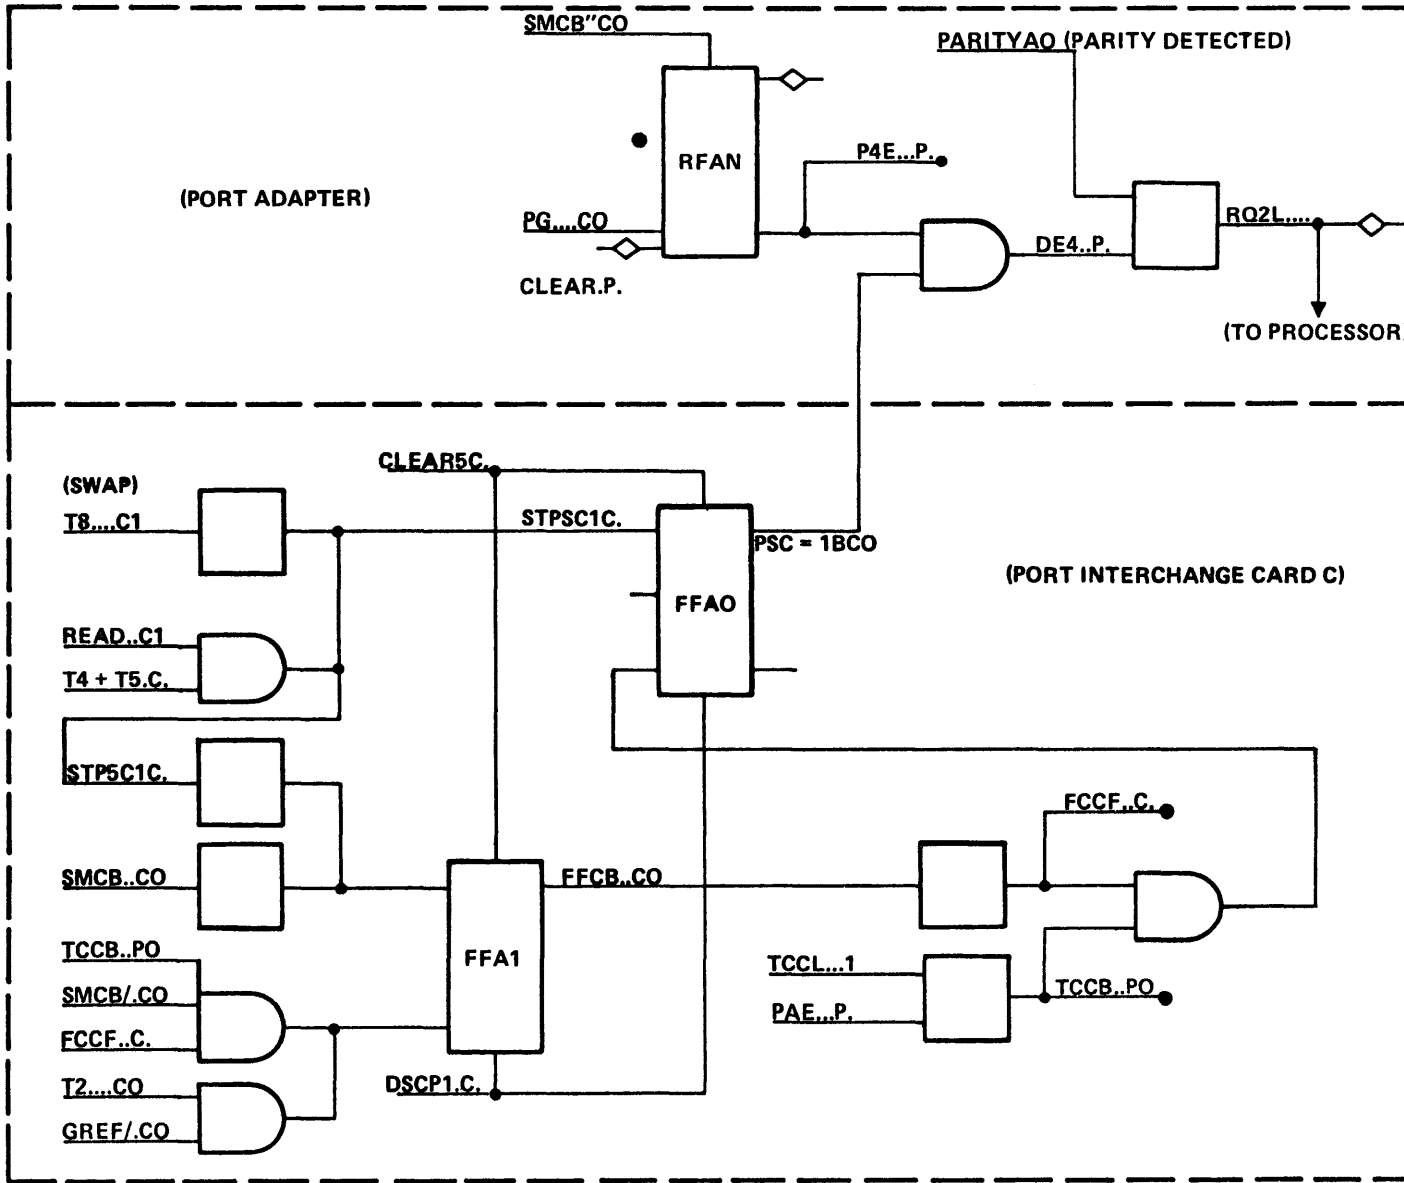 SMCB"CO
PARITYAO (PARITY DETECTED)
RFAN
P4E...P.
(PORT ADAPTER)
PG....CO
RQ2L....
DE4..P.
CLEAR.P.
(TO PROCESSOR)
CLEAR5C.
(SWAP)
T8....C1
STPSC1C.
PSC = 1BCO
(PORT INTERCHANGE CARD C)
FFAO
READ..C1
T4 + T5.C.
STP5C1C.
FCCF..C.
SMCB..CO
FFCB..CO
TCCB..PO
FFA1
TCCL...1
SMCB/.CO
TCCB..PO
PAE...P.
FCCF..C.
T2....CO
DSCP1.C.
GREF/.CO